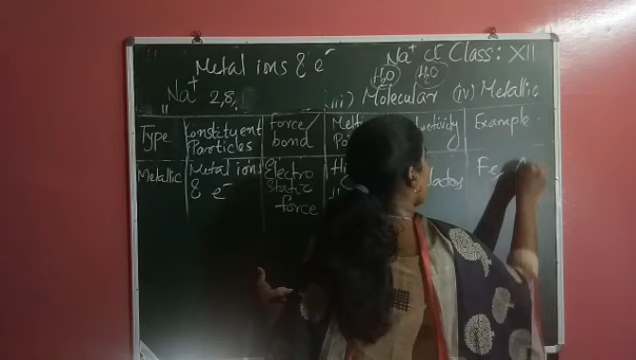 Metal ions & e⁻
Na⁺ Cl⁻ Class: XII
H₂O H₂O
Na⁺ 2,8,
iii) Molecular (iv) Metallic
Type Constituent Particles Force/ bond Example
Metallic Metal ions & e⁻ Electro static force Fe